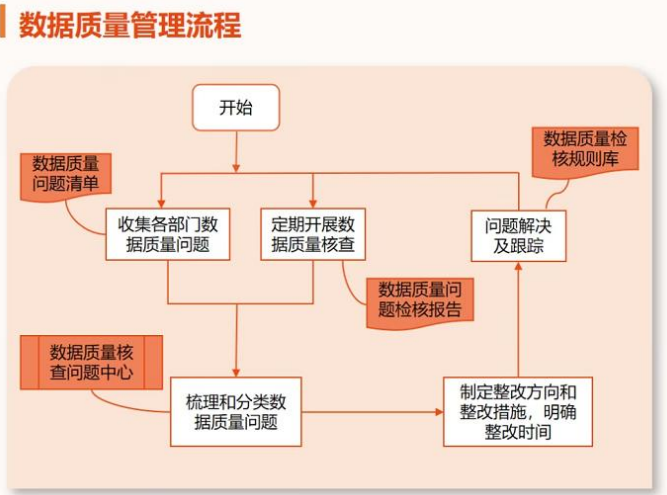 数据质量管理流程
开始
数据质量检
核规则库
数据质量
问题清单
收集各部门数
据质量问题
定期开展数
据质量核查
问题解决
及跟踪
数据质量问
题检核报告
数据质量核
查问题中心
梳理和分类数
据质量问题
制定整改方向和
整改措施，明确
整改时间